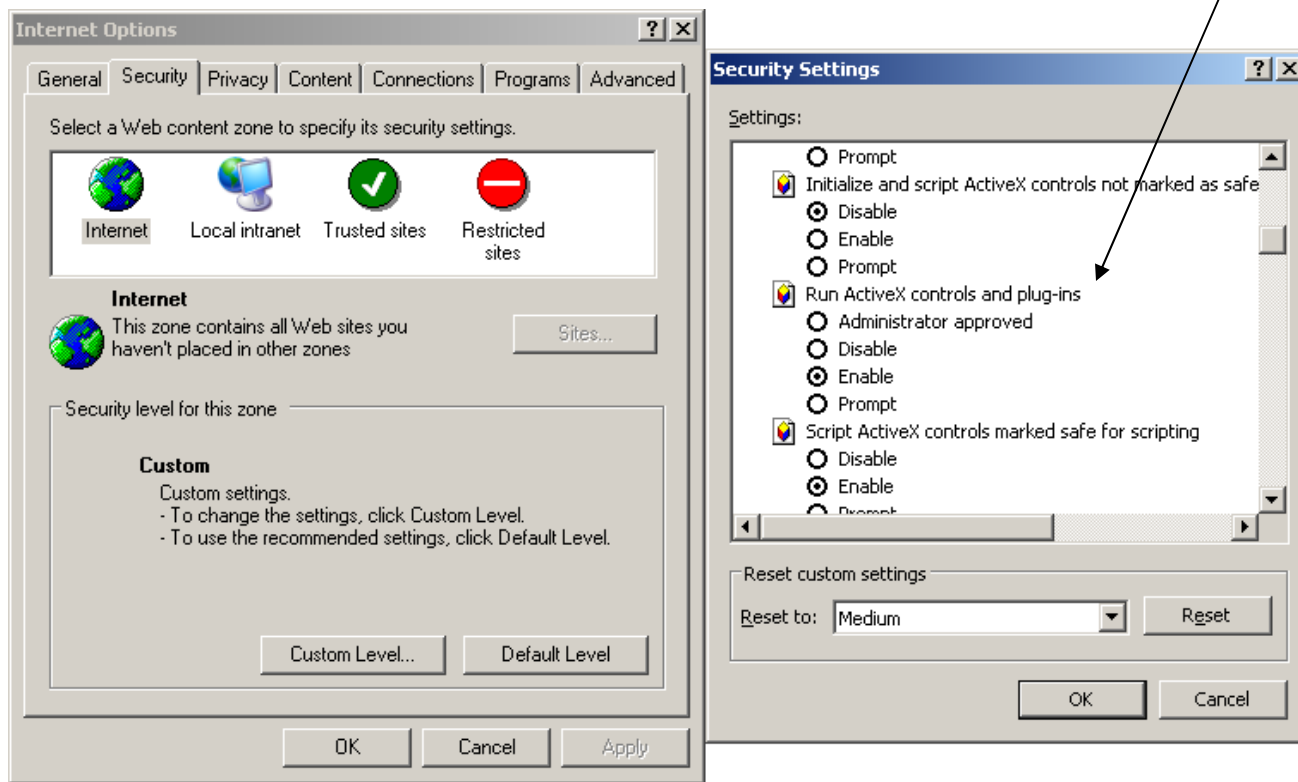 Internet Options
General Security Privacy Content Connections Programs Advanced
Select a Web content zone to specify its security settings.
Internet Local intranet Trusted sites Restricted
sites
Internet
This zone contains all Web sites you
haven't placed in other zones
Sites...
Security level for this zone
Custom
Custom settings.
- To change the settings, click Custom Level.
- To use the recommended settings, click Default Level.
Custom Level... Default Level
OK Cancel Apply
Security Settings
Settings:
Prompt
Initialize and script ActiveX controls not marked as safe
Disable
Enable
Prompt
Run ActiveX controls and plug-ins
Administrator approved
Disable
Enable
Prompt
Script ActiveX controls marked safe for scripting
Disable
Enable
Prompt
Reset custom settings
Reset to: Medium Reset
OK Cancel